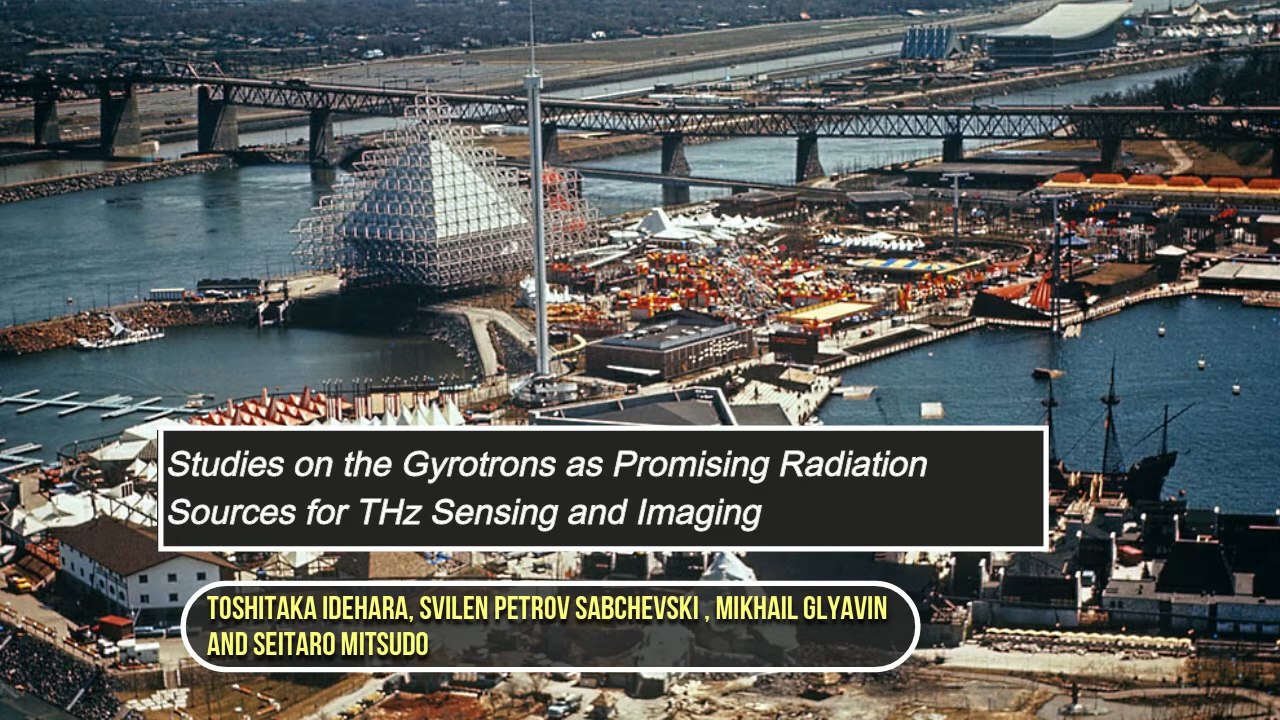 Studies on the Gyrotrons as Promising Radiation
Sources for THz Sensing and Imaging
TOSHITAKA IDEHARA, SVILEN PETROV SABCHEVSKI , MIKHAIL GLYAVIN
AND SEITARO MITSUDO